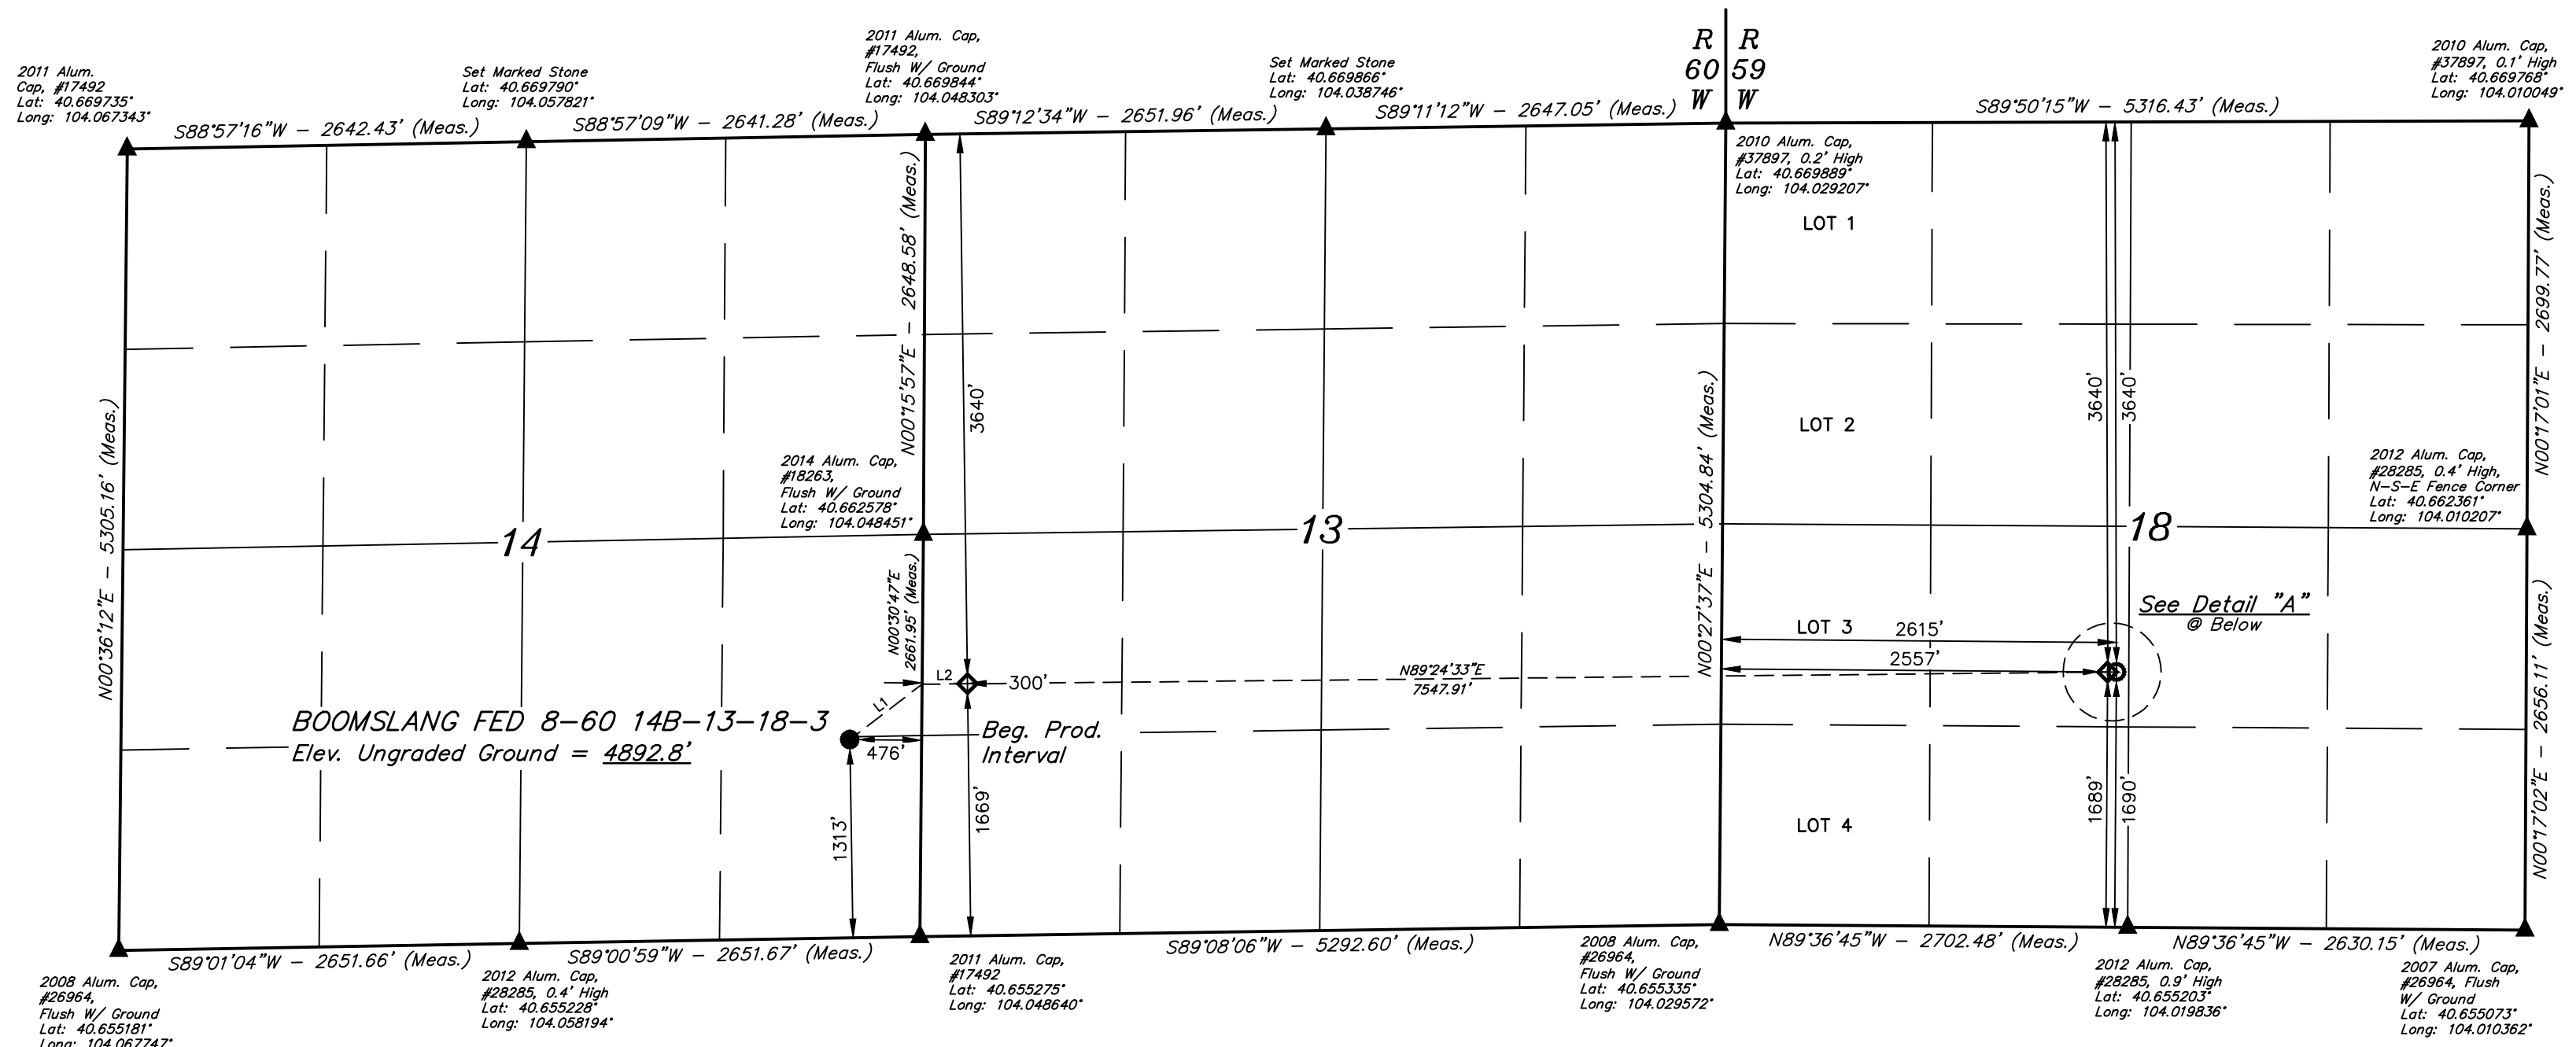 2011 Alum.
Cap, #17492
Lat: 40.669735°
Long: 104.067343°
Set Marked Stone
Lat: 40.669790°
Long: 104.057821°
2011 Alum. Cap,
#17492,
Flush W/ Ground
Lat: 40.669844°
Long: 104.048303°
Set Marked Stone
Lat: 40.669866°
Long: 104.038746°
R R
60 59
W W
2010 Alum. Cap,
#37897, 0.1' High
Lat: 40.669768°
Long: 104.010049°
S88°57'16"W - 2642.43' (Meas.)
S88°57'09"W - 2641.28' (Meas.)
S89°12'34"W - 2651.96' (Meas.)
S89°11'12"W - 2647.05' (Meas.)
S89°50'15"W - 5316.43' (Meas.)
2010 Alum. Cap,
#37897, 0.2' High
Lat: 40.669889°
Long: 104.029207°
LOT 1
N00°15'57"E - 2648.58' (Meas.)
N00°17'01"E - 2699.77' (Meas.)
3640'
3640'
3640'
LOT 2
N00°36'12"E - 5305.16' (Meas.)
N00°27'37"E - 5304.84' (Meas.)
2014 Alum. Cap,
#18263,
Flush W/ Ground
Lat: 40.662578°
Long: 104.048451°
2012 Alum. Cap,
#28285, 0.4' High,
N-S-E Fence Corner
Lat: 40.662361°
Long: 104.010207°
14
13
18
N00°30'47"E
2661.95' (Meas.)
See Detail "A"
@ Below
LOT 3
2615'
2557'
L1
L2
300'
N89°24'33"E
7547.91'
BOOMSLANG FED 8-60 14B-13-18-3
Elev. Ungraded Ground = 4892.8'
476'
Beg. Prod.
Interval
1313'
1669'
1689'
1690'
N00°17'02"E - 2656.11' (Meas.)
LOT 4
S89°01'04"W - 2651.66' (Meas.)
S89°00'59"W - 2651.67' (Meas.)
S89°08'06"W - 5292.60' (Meas.)
N89°36'45"W - 2702.48' (Meas.)
N89°36'45"W - 2630.15' (Meas.)
2008 Alum. Cap,
#26964,
Flush W/ Ground
Lat: 40.655181°
Long: 104.067747°
2012 Alum. Cap,
#28285, 0.4' High
Lat: 40.655228°
Long: 104.058194°
2011 Alum. Cap,
#17492
Lat: 40.655275°
Long: 104.048640°
2008 Alum. Cap,
#26964,
Flush W/ Ground
Lat: 40.655335°
Long: 104.029572°
2012 Alum. Cap,
#28285, 0.9' High
Lat: 40.655203°
Long: 104.019836°
2007 Alum. Cap,
#26964, Flush
W/ Ground
Lat: 40.655073°
Long: 104.010362°